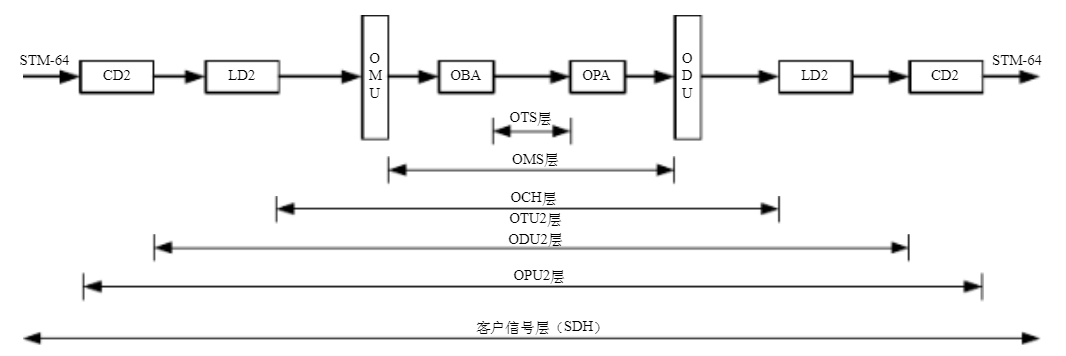 STM-64
CD2
LD2
OMU
OBA
OPA
ODU
LD2
CD2
STM-64
OTS层
OMS层
OCH层
OTU2层
ODU2层
OPU2层
客户信号层（SDH）